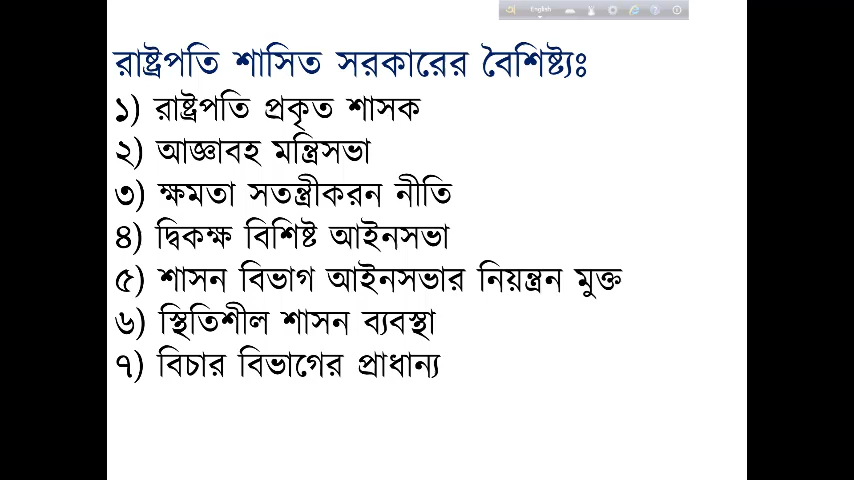 English
রাষ্ট্রপতি শাসিত সরকারের বৈশিষ্ট্যঃ
১) রাষ্ট্রপতি প্রকৃত শাসক
২) আজ্ঞাবহ মন্ত্রিসভা
৩) ক্ষমতা সতন্ত্রীকরন নীতি
৪) দ্বিকক্ষ বিশিষ্ট আইনসভা
৫) শাসন বিভাগ আইনসভার নিয়ন্ত্রন মুক্ত
৬) স্থিতিশীল শাসন ব্যবস্থা
৭) বিচার বিভাগের প্রাধান্য